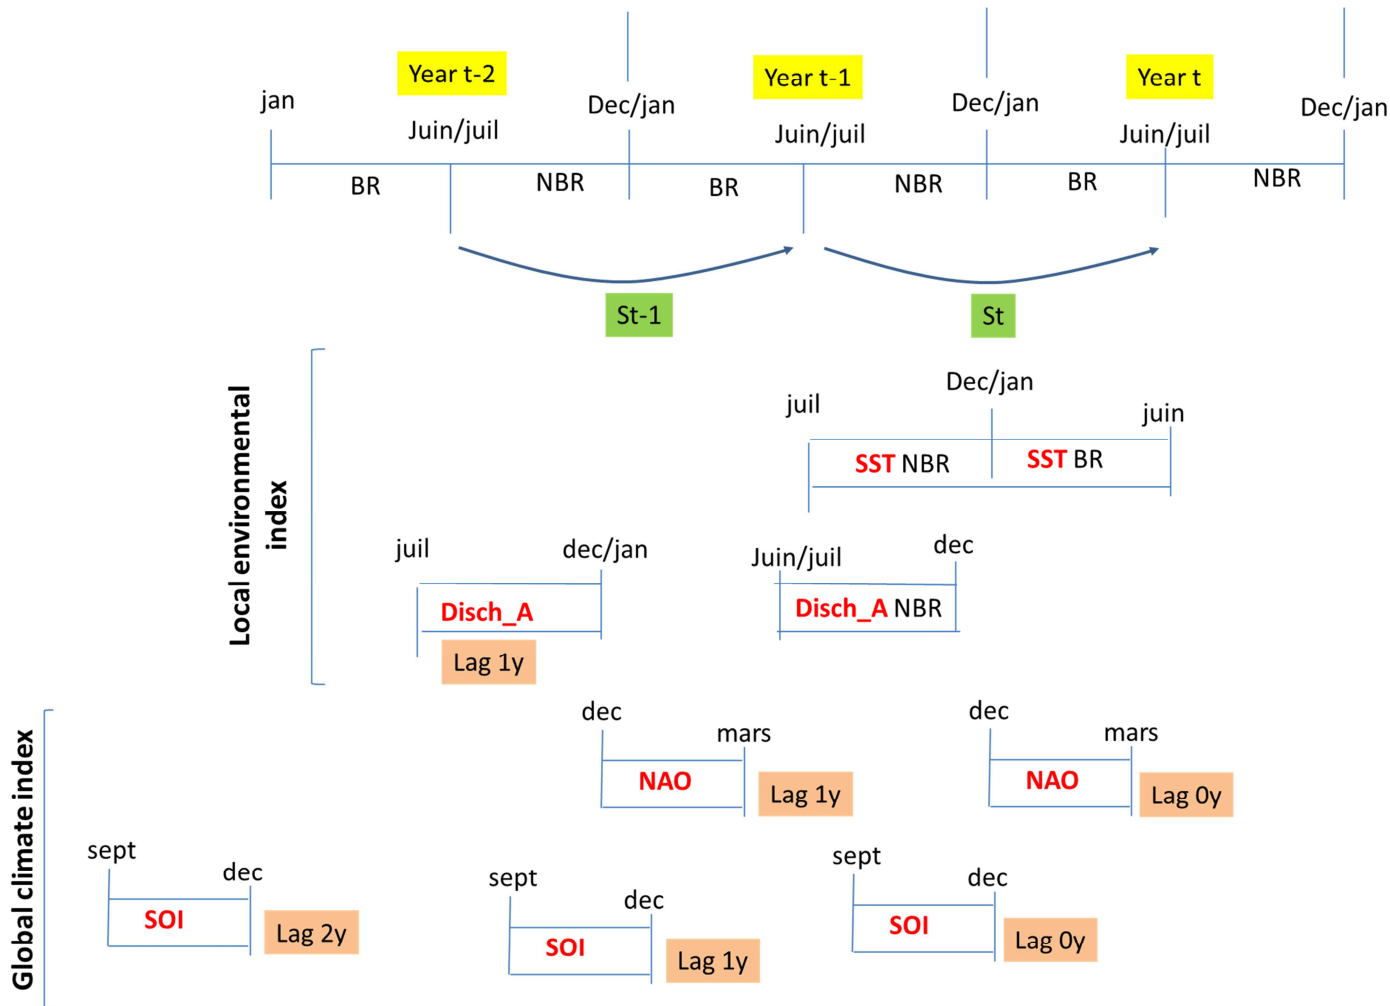 Year t-2
Year t-1
Year t
jan
Dec/jan
Dec/jan
Dec/jan
Juin/juil
Juin/juil
Juin/juil
BR
NBR
BR
NBR
BR
NBR
St-1
St
Local environmental
index
juil
Dec/jan
juin
SST NBR
SST BR
juil
dec/jan
Juin/juil
dec
Disch_A
Disch_A NBR
Lag 1y
Global climate index
dec
mars
dec
mars
NAO
Lag 1y
NAO
Lag 0y
sept
dec
sept
dec
sept
dec
SOI
Lag 2y
SOI
Lag 1y
SOI
Lag 0y